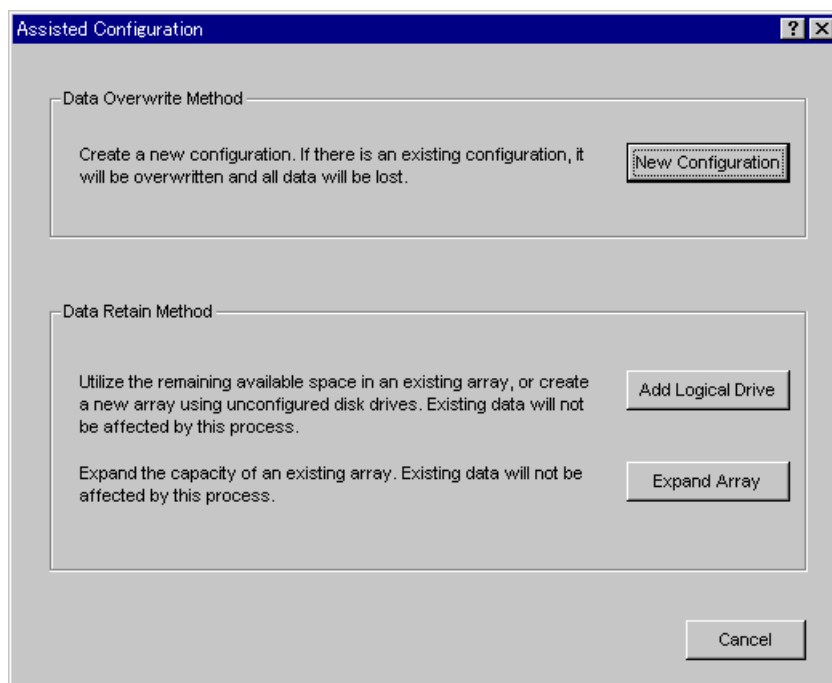 Assisted Configuration
Data Overwrite Method
Create a new configuration. If there is an existing configuration, it
will be overwritten and all data will be lost.
New Configuration
Data Retain Method
Utilize the remaining available space in an existing array, or create
a new array using unconfigured disk drives. Existing data will not
be affected by this process.
Add Logical Drive
Expand the capacity of an existing array. Existing data will not be
affected by this process.
Expand Array
Cancel